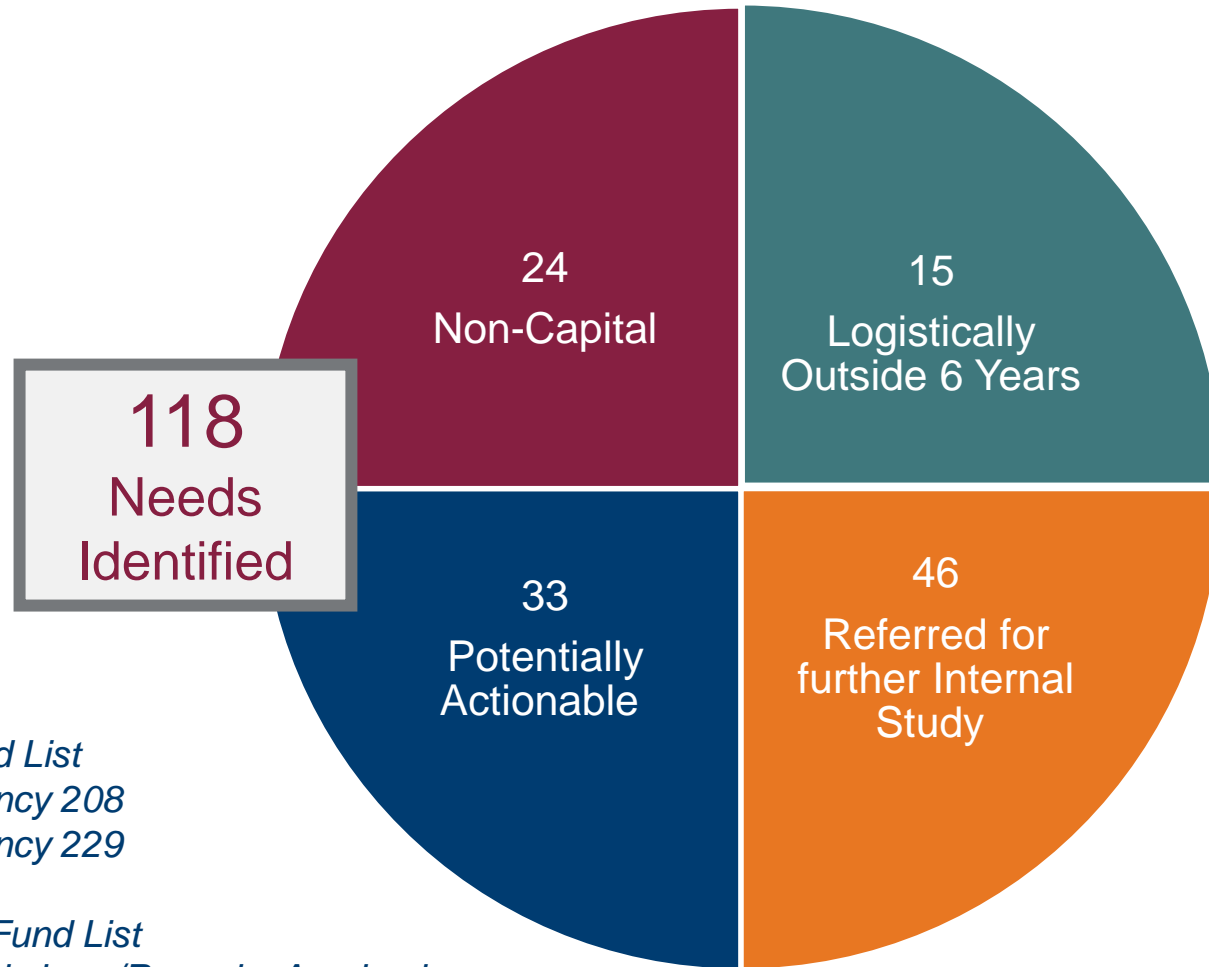 24
Non-Capital
15
Logistically
Outside 6 Years
118
Needs
Identified
33
Potentially
Actionable
46
Referred for
further Internal
Study
d List
ncy 208
ncy 229
Fund List